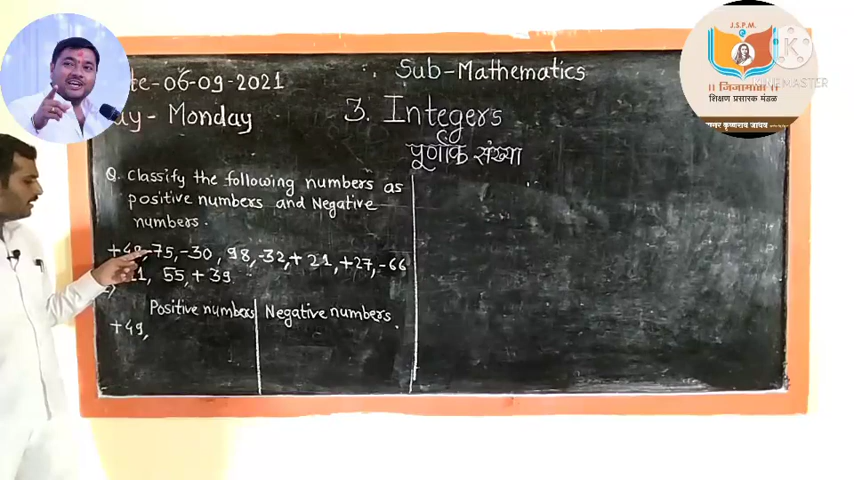 te-06-09-2021
ay- Monday
Sub-Mathematics
3. Integers
पूर्णांक संख्या
Q. Classify the following numbers as
positive numbers and Negative
numbers.
-75, -30, 98, -32, +21, +27, -66
55, +39
Positive numbers Negative numbers.
+49,
J.S.P.M.
॥ जिजामाता ॥
शिक्षण प्रसारक मंडळ
K
KINEMASTER